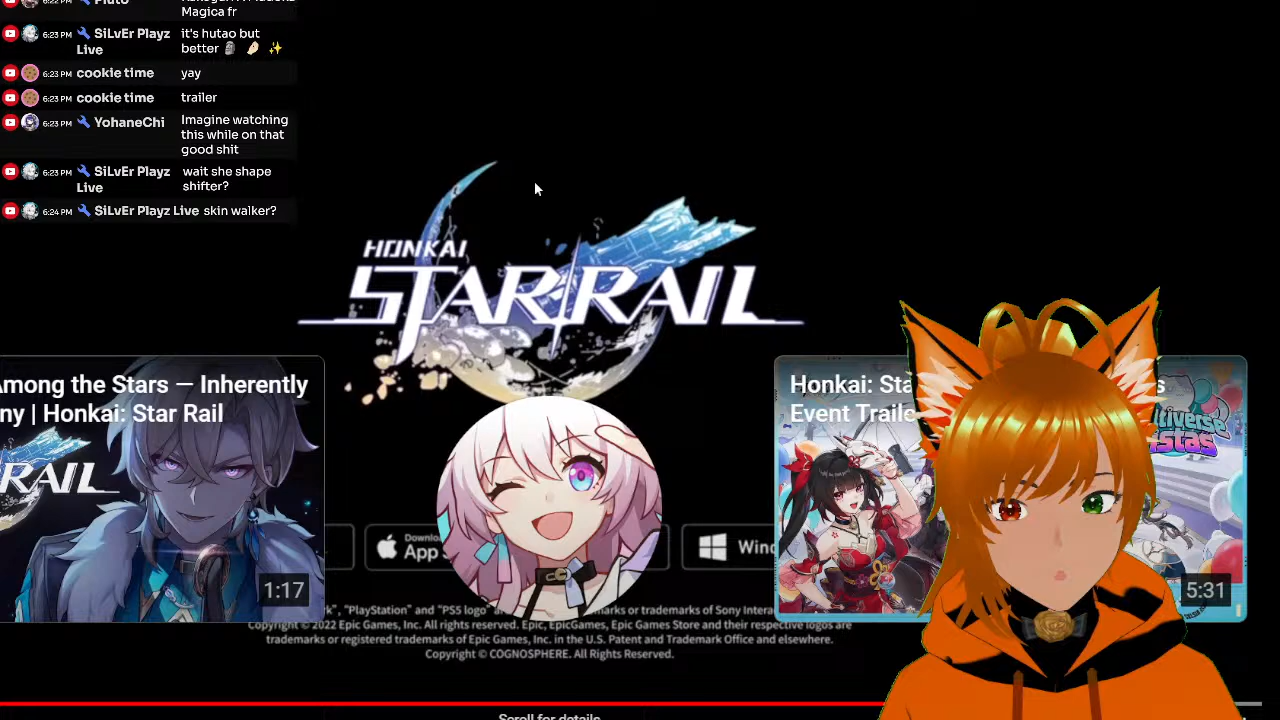 6:22 PM Pluto
Magica fr
6:23 PM SiLvEr Playz Live
it's hutao but
better 🗿 🤌🏻 ✨
6:23 PM cookie time yay
6:23 PM cookie time trailer
6:23 PM YohaneChi Imagine watching
this while on that
good shit
6:23 PM SiLvEr Playz Live
wait she shape
shifter?
6:24 PM SiLvEr Playz Live skin walker?
HONKAI
STAR RAIL
Among the Stars — Inherently
ny | Honkai: Star Rail
RAIL
1:17
Honkai: Sta
Event Traile
s
5:31
Downlo
App S
Wind
rk", "PlayStation" and "PS5 logo" a
marks or trademarks of Sony Intera
Copyright © 2022 Epic Games, Inc. All rights reserved. Epic, EpicGames, Epic Games Store and their respective logos are
trademarks or registered trademarks of Epic Games, Inc. in the U.S. Patent and Trademark Office and elsewhere.
Copyright © COGNOSPHERE. All Rights Reserved.
Scroll for details